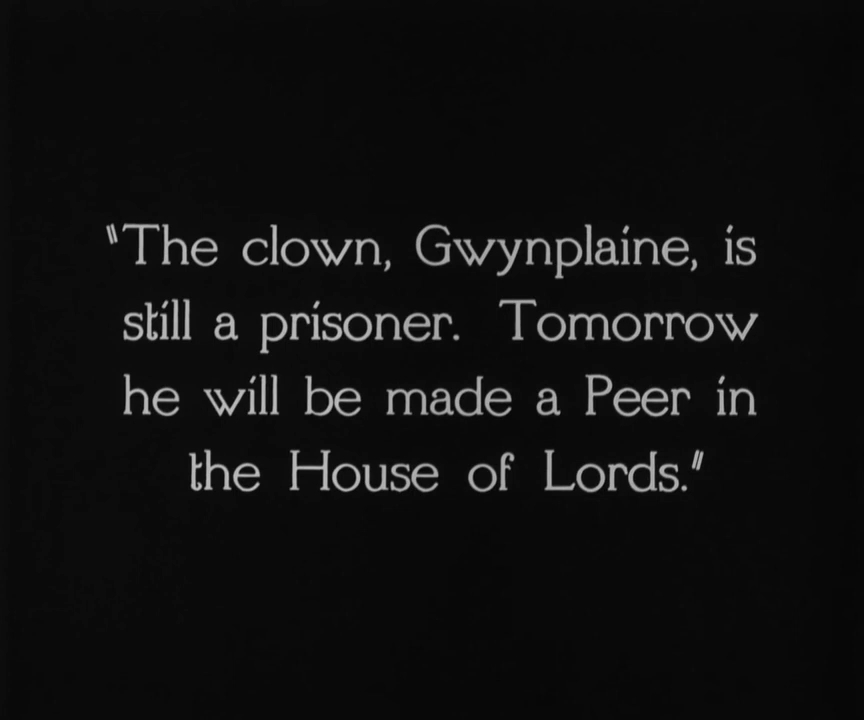 "The clown, Gwynplaine, is
still a prisoner. Tomorrow
he will be made a Peer in
the House of Lords."